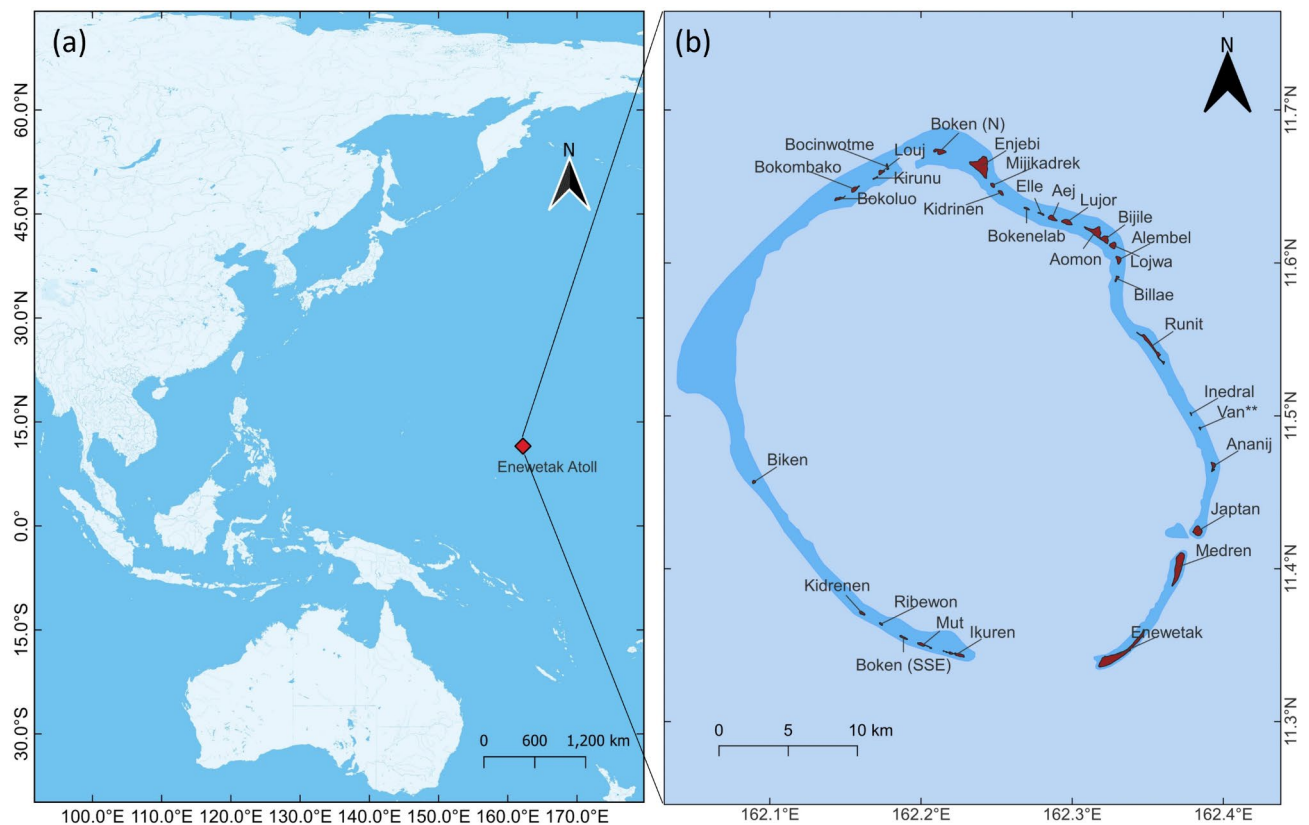 (a)
N
Enewetak Atoll
0 600 1,200 km
60.0°N
45.0°N
30.0°N
15.0°N
0.0°
15.0°S
30.0°S
100.0°E 110.0°E 120.0°E 130.0°E 140.0°E 150.0°E 160.0°E 170.0°E
(b)
N
Boken (N)
Bocinwotme
Louj
Enjebi
Bokombako
Mijikadrek
Kirunu
Elle
Aej
Bokoluo
Kidrinen
Lujor
Bijile
Bokenelab
Alembel
Aomon
Lojwa
Billae
Runit
Inedral
Van**
Ananij
Biken
Japtan
Medren
Kidrenen
Ribewon
Mut
Enewetak
Ikuren
Boken (SSE)
0 5 10 km
11.7°N
11.6°N
11.5°N
11.4°N
11.3°N
162.1°E 162.2°E 162.3°E 162.4°E